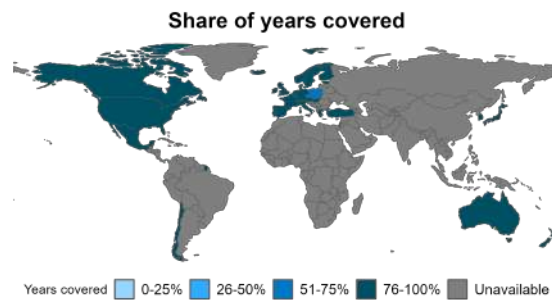 Share of years covered
Years covered 0-25% 26-50% 51-75% 76-100% Unavailable